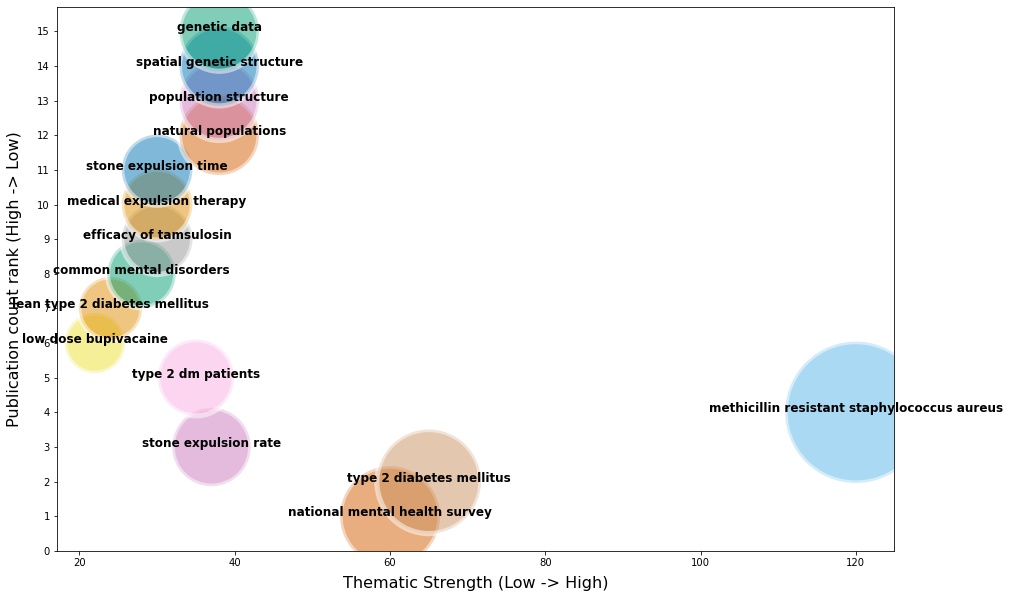 15
14
13
12
11
10
9
8
7
6
5
4
3
2
1
0
genetic data
spatial genetic structure
population structure
natural populations
stone expulsion time
medical expulsion therapy
efficacy of tamsulosin
common mental disorders
lean type 2 diabetes mellitus
low dose bupivacaine
type 2 dm patients
methicillin resistant staphylococcus aureus
stone expulsion rate
type 2 diabetes mellitus
national mental health survey
Publication count rank (High -> Low)
20 40 60 80 100 120
Thematic Strength (Low -> High)